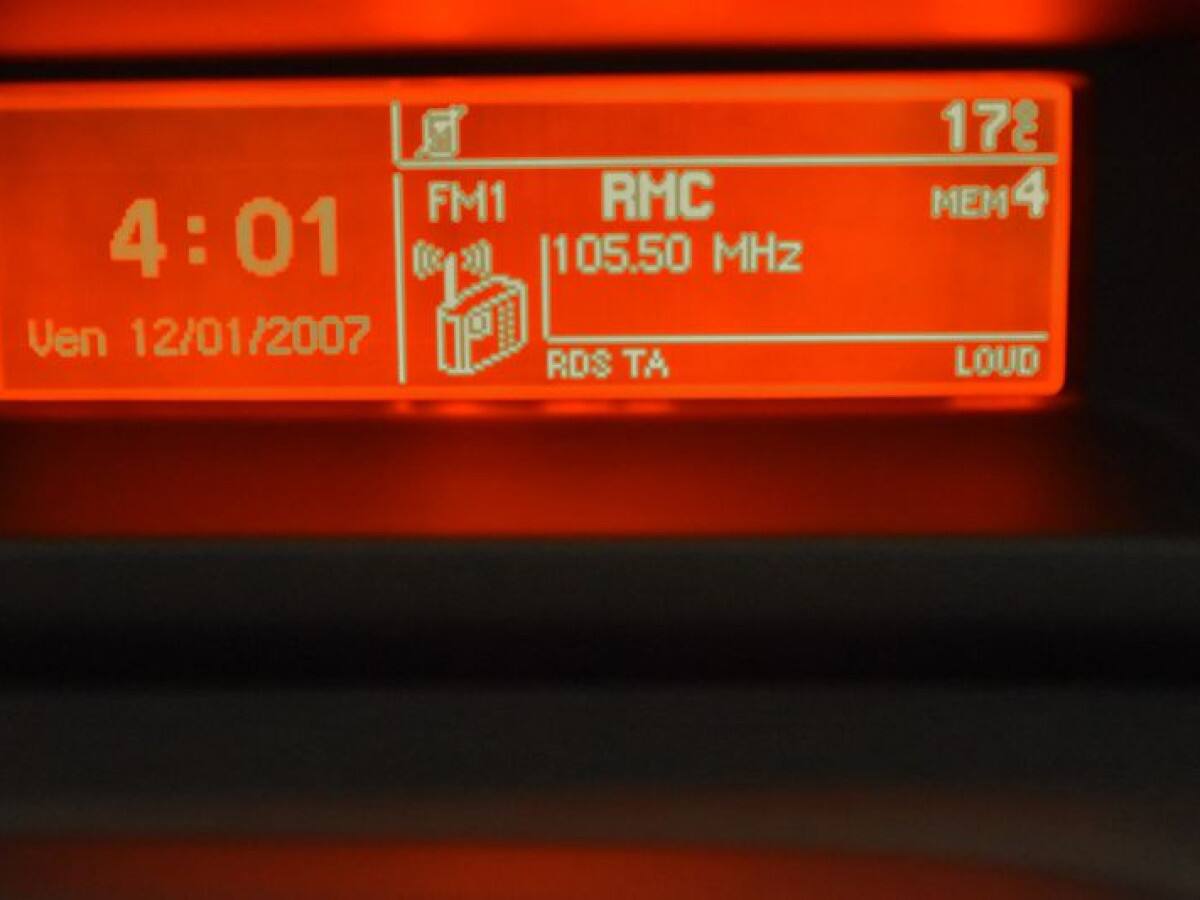 4:01
Ven 12/01/2007
17°C
FM1 RMC MEM4
105.50 MHz
RDS TA LOUD